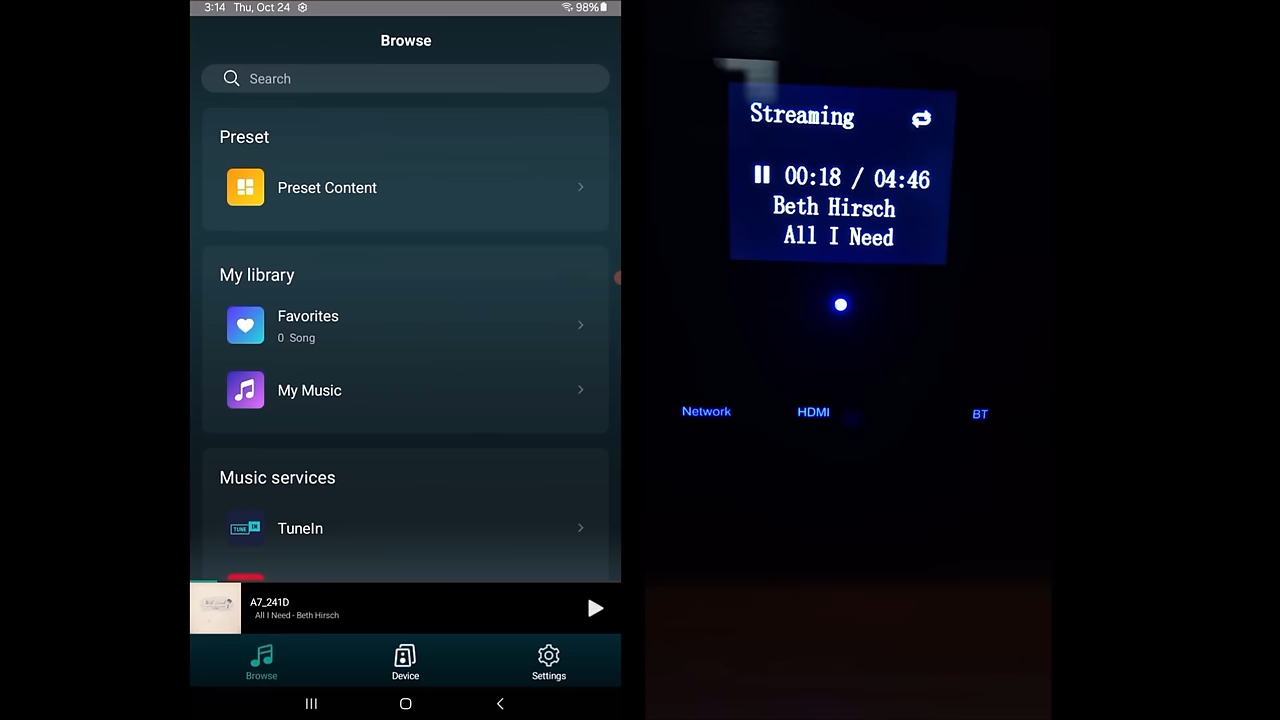 3:14 Thu, Oct 24
98%
Browse
Search
Preset
Preset Content
My library
Favorites
0 Song
My Music
Music services
TUNE IN
TuneIn
A7_241D
All I Need - Beth Hirsch
Browse
Device
Settings
Streaming
00:18 / 04:46
Beth Hirsch
All I Need
Network
HDMI
BT